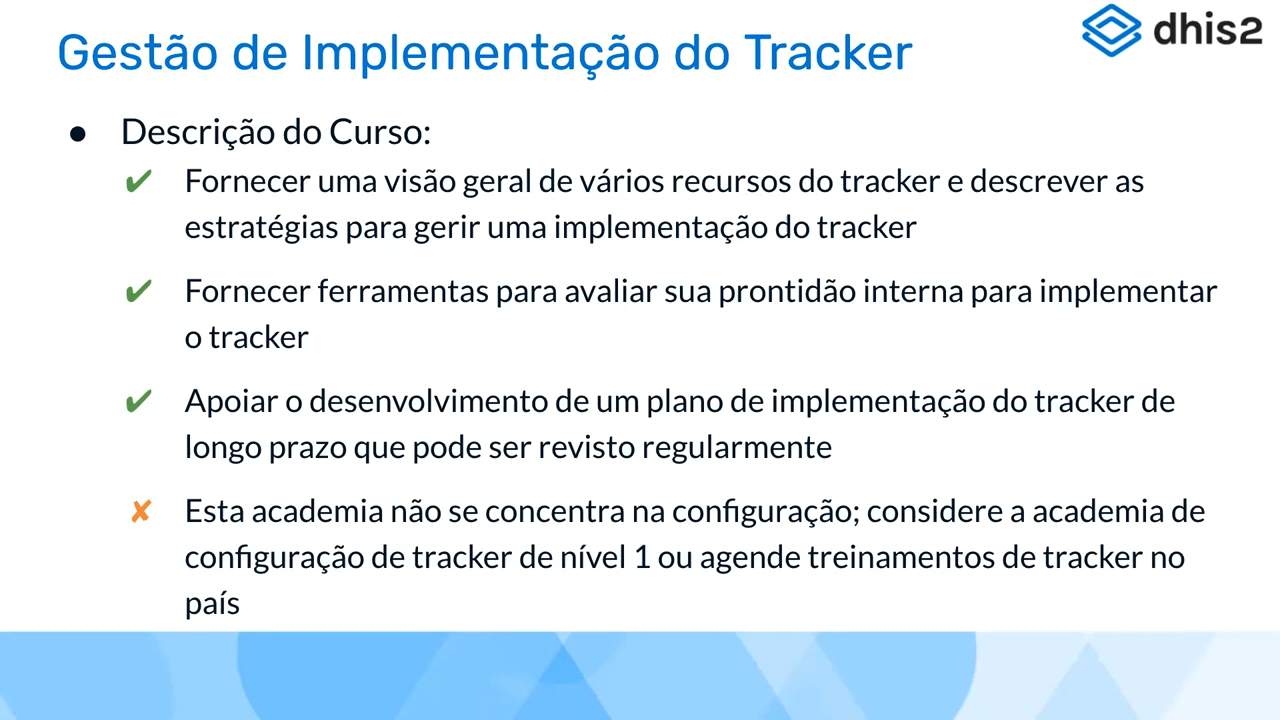 Gestão de Implementação do Tracker
dhis2
● Descrição do Curso:
✔ Fornecer uma visão geral de vários recursos do tracker e descrever as
estratégias para gerir uma implementação do tracker
✔ Fornecer ferramentas para avaliar sua prontidão interna para implementar
o tracker
✔ Apoiar o desenvolvimento de um plano de implementação do tracker de
longo prazo que pode ser revisto regularmente
✘ Esta academia não se concentra na configuração; considere a academia de
configuração de tracker de nível 1 ou agende treinamentos de tracker no
país